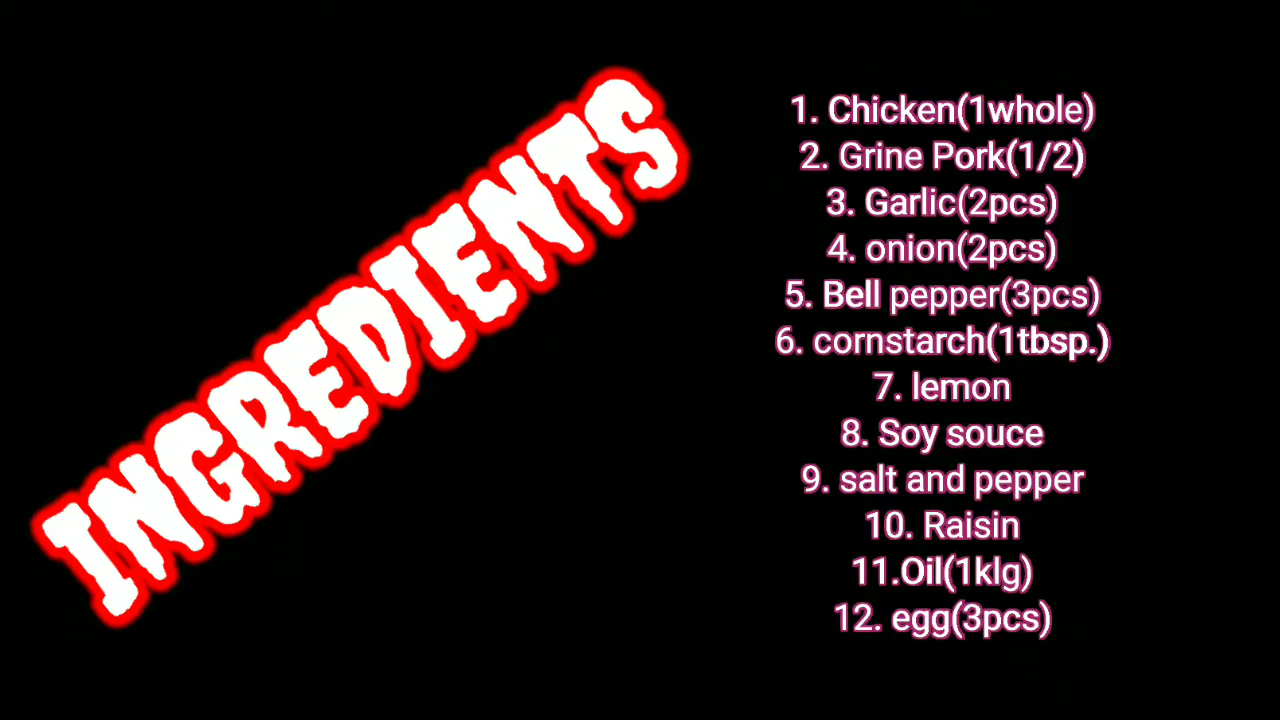 INGREDIENTS
1. Chicken(1whole)
2. Grine Pork(1/2)
3. Garlic(2pcs)
4. onion(2pcs)
5. Bell pepper(3pcs)
6. cornstarch(1tbsp.)
7. lemon
8. Soy souce
9. salt and pepper
10. Raisin
11.Oil(1klg)
12. egg(3pcs)